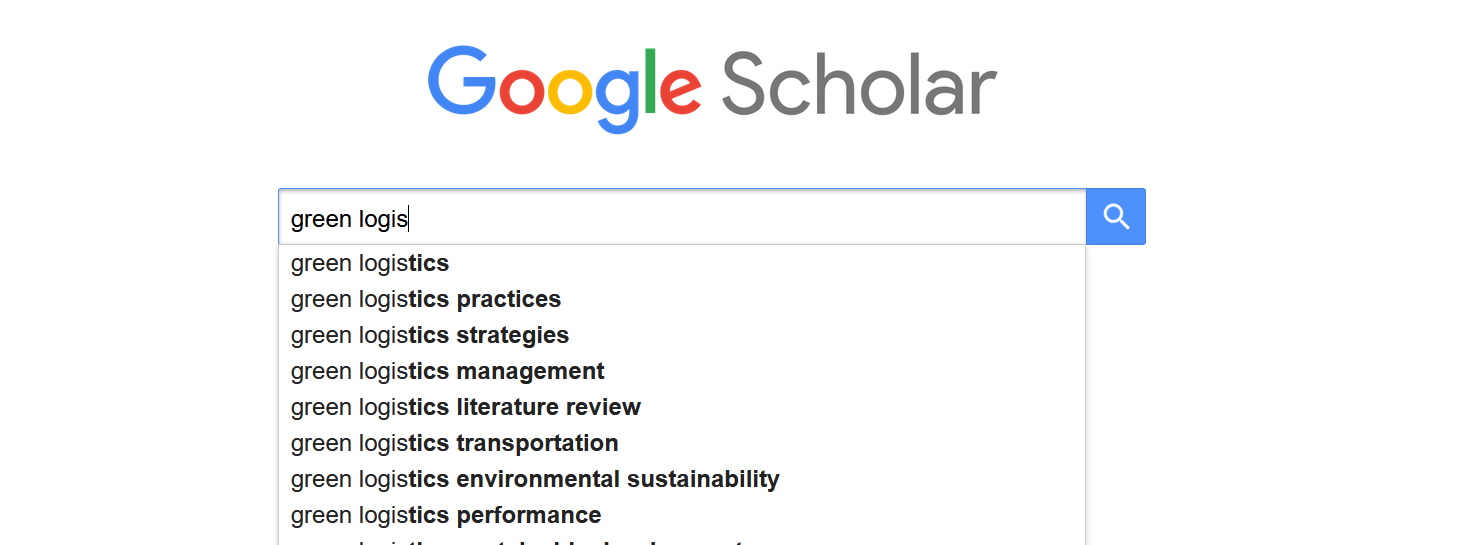 Google Scholar
green logis
green logistics
green logistics practices
green logistics strategies
green logistics management
green logistics literature review
green logistics transportation
green logistics environmental sustainability
green logistics performance